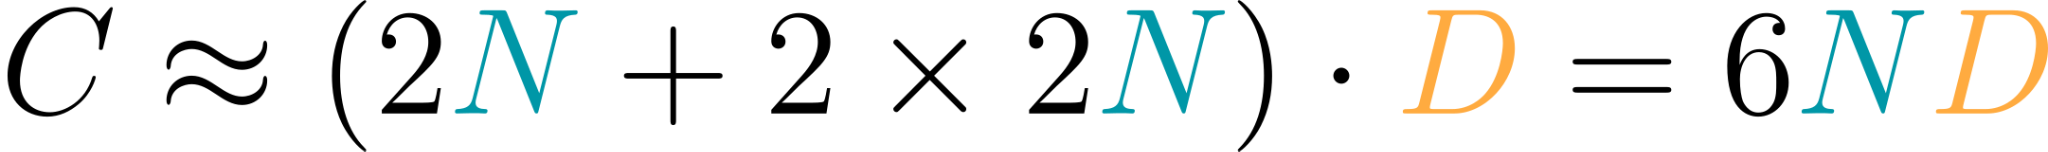 C ≈ (2N + 2 × 2N) · D = 6ND